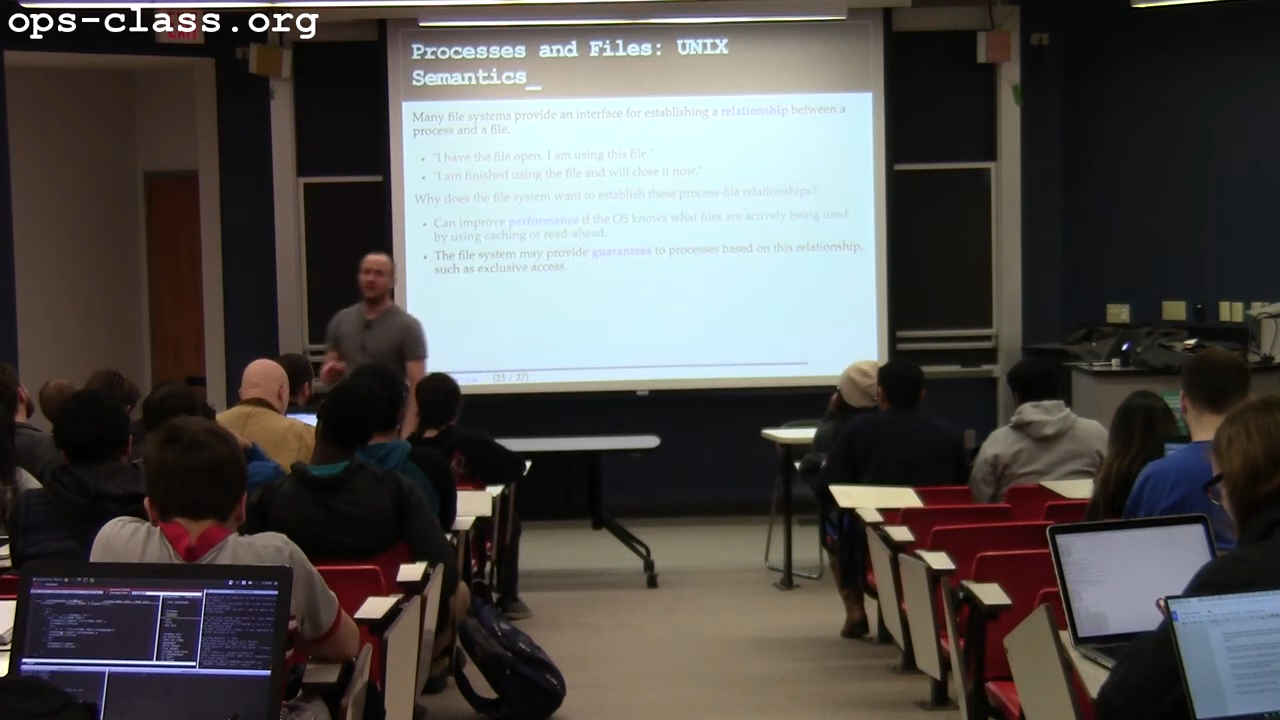 ops-class.org
EXIT
Processes and Files: UNIX
Semantics_
Many file systems provide an interface for establishing a relationship between a
process and a file.
• "I have the file open. I am using this file."
• "I am finished using the file and will close it now."
Why does the file system want to establish these process-file relationships?
• Can improve performance if the OS knows what files are actively being used
by using caching or read-ahead.
• The file system may provide guarantees to processes based on this relationship,
such as exclusive access.
(23 / 27)